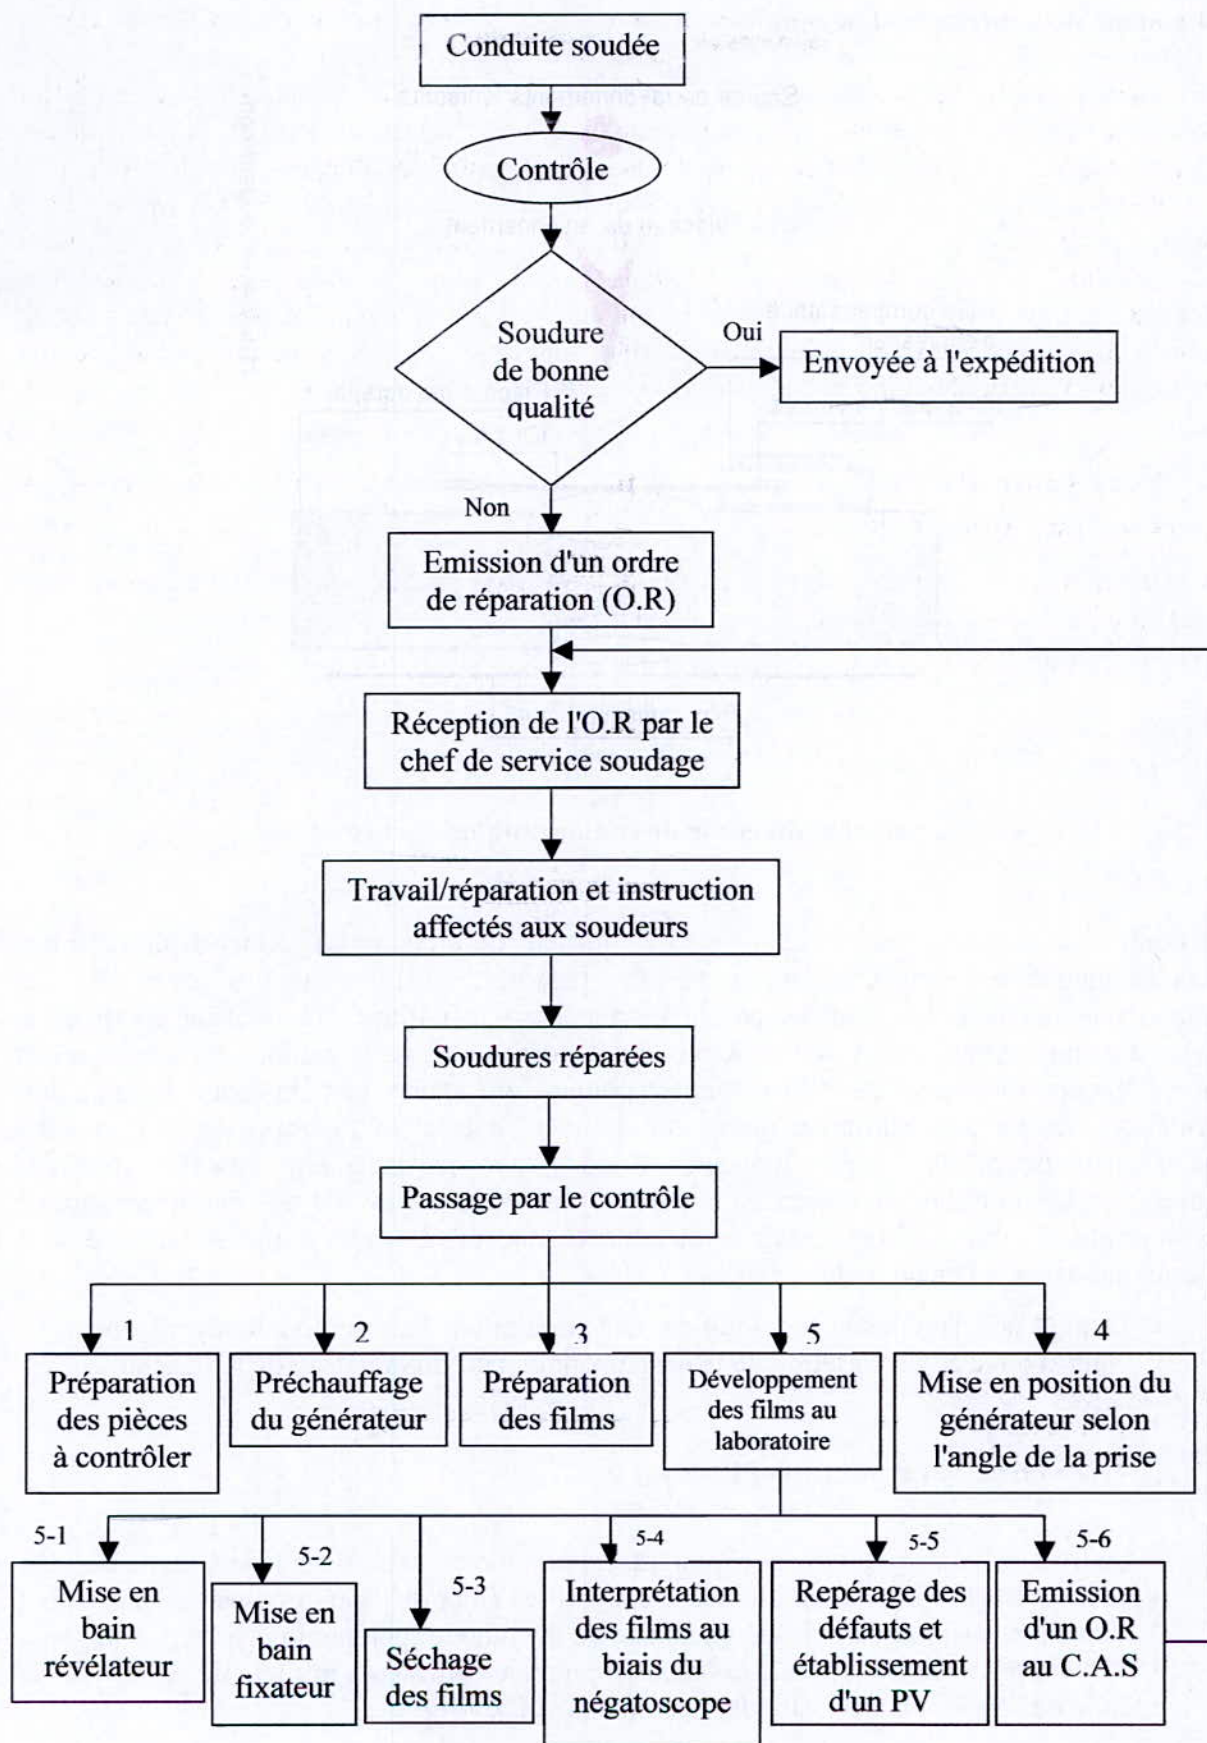 Conduite soudée
Contrôle
Soudure
de bonne
qualité
Oui
Envoyée à l'expédition
Non
Emission d'un ordre
de réparation (O.R)
Réception de l'O.R par le
chef de service soudage
Travail/réparation et instruction
affectés aux soudeurs
Soudures réparées
Passage par le contrôle
1
Préparation
des pièces
à contrôler
2
Préchauffage
du générateur
3
Préparation
des films
5
Développement
des films au
laboratoire
4
Mise en position du
générateur selon
l'angle de la prise
5-1
Mise en
bain
révélateur
5-2
Mise en
bain
fixateur
5-3
Séchage
des films
5-4
Interprétation
des films au
biais du
négatoscope
5-5
Repérage des
défauts et
établissement
d'un PV
5-6
Emission
d'un O.R
au C.A.S